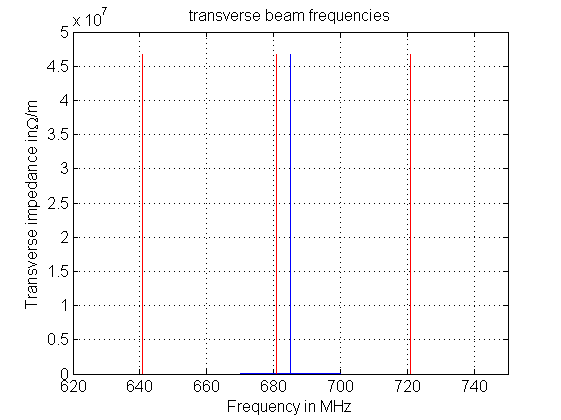 transverse beam frequencies
x 10^7
5
4.5
4
3.5
3
2.5
2
1.5
1
0.5
0
Transverse impedance inΩ/m
620 640 660 680 700 720 740
Frequency in MHz